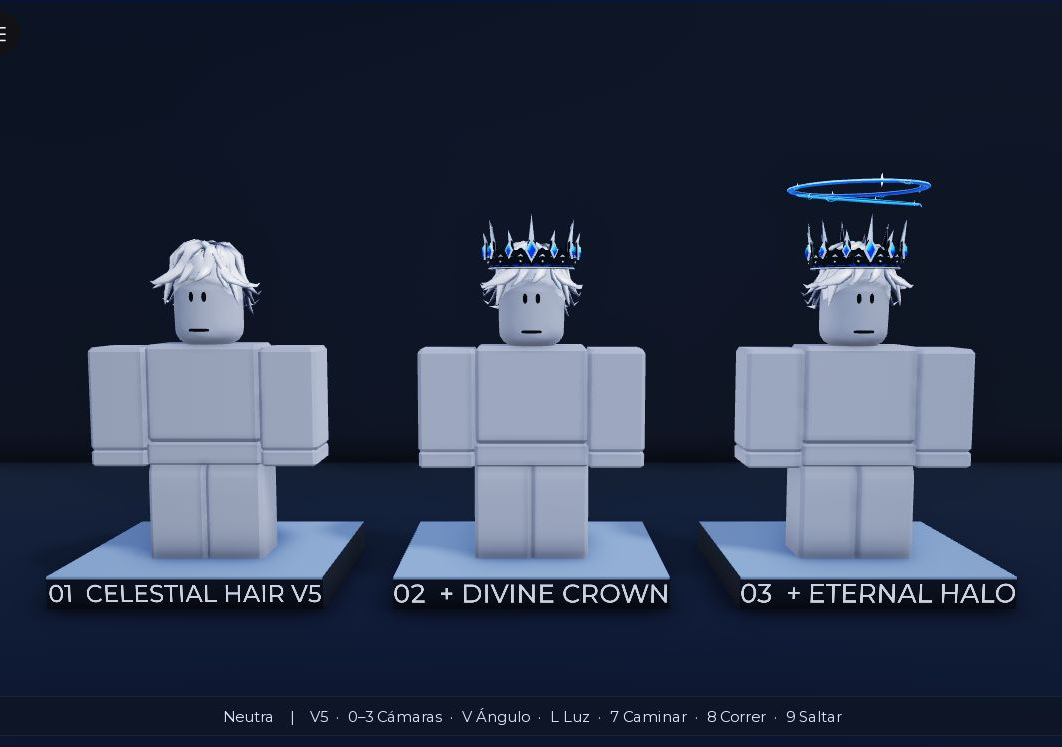 01 CELESTIAL HAIR V5
02 + DIVINE CROWN
03 + ETERNAL HALO
Neutra | V5 · 0–3 Cámaras · V Ángulo · L Luz · 7 Caminar · 8 Correr · 9 Saltar